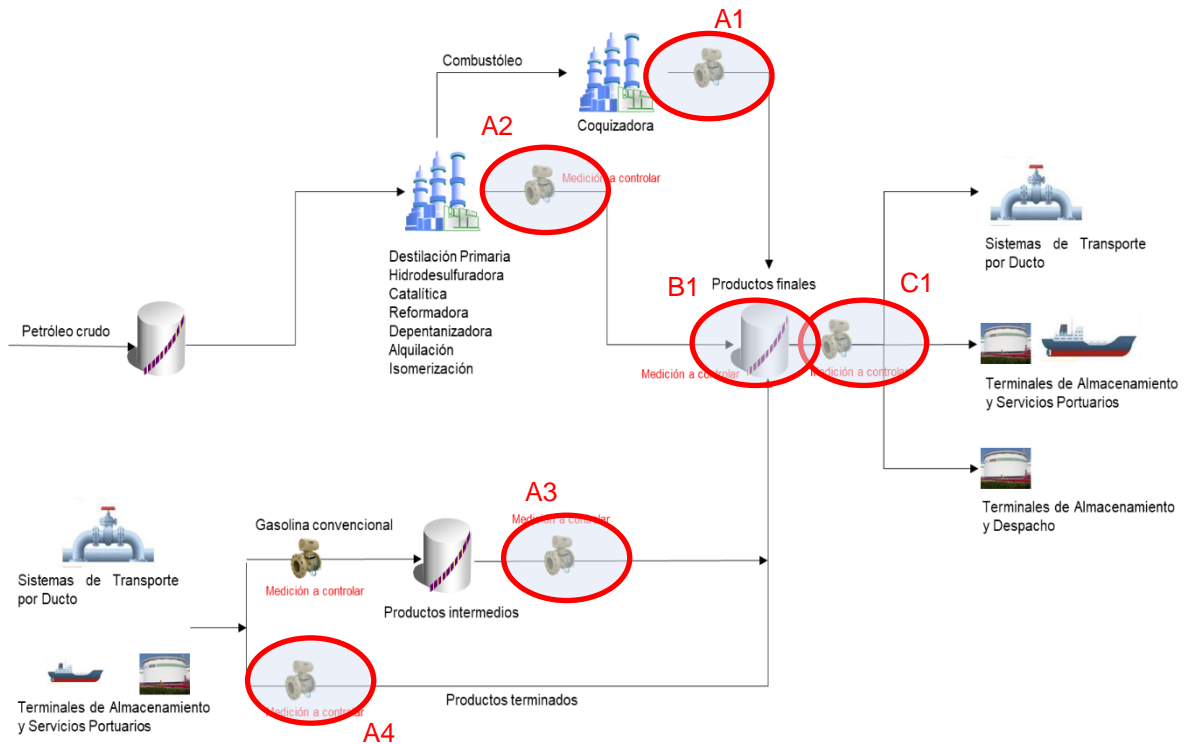 A1
Combustóleo
Coquizadora
A2
Medición a controlar
Destilación Primaria
Hidrodesulfuradora
Catalítica
Reformadora
Depentanizadora
Alquilación
Isomerización
Petróleo crudo
B1
Productos finales
C1
Medición a controlar
Medición a controlar
Sistemas de Transporte
por Ducto
Terminales de Almacenamiento
y Servicios Portuarios
Terminales de Almacenamiento
y Despacho
A3
Medición a controlar
Gasolina convencional
Medición a controlar
Productos intermedios
Sistemas de Transporte
por Ducto
Terminales de Almacenamiento
y Servicios Portuarios
Medición a controlar
A4
Productos terminados